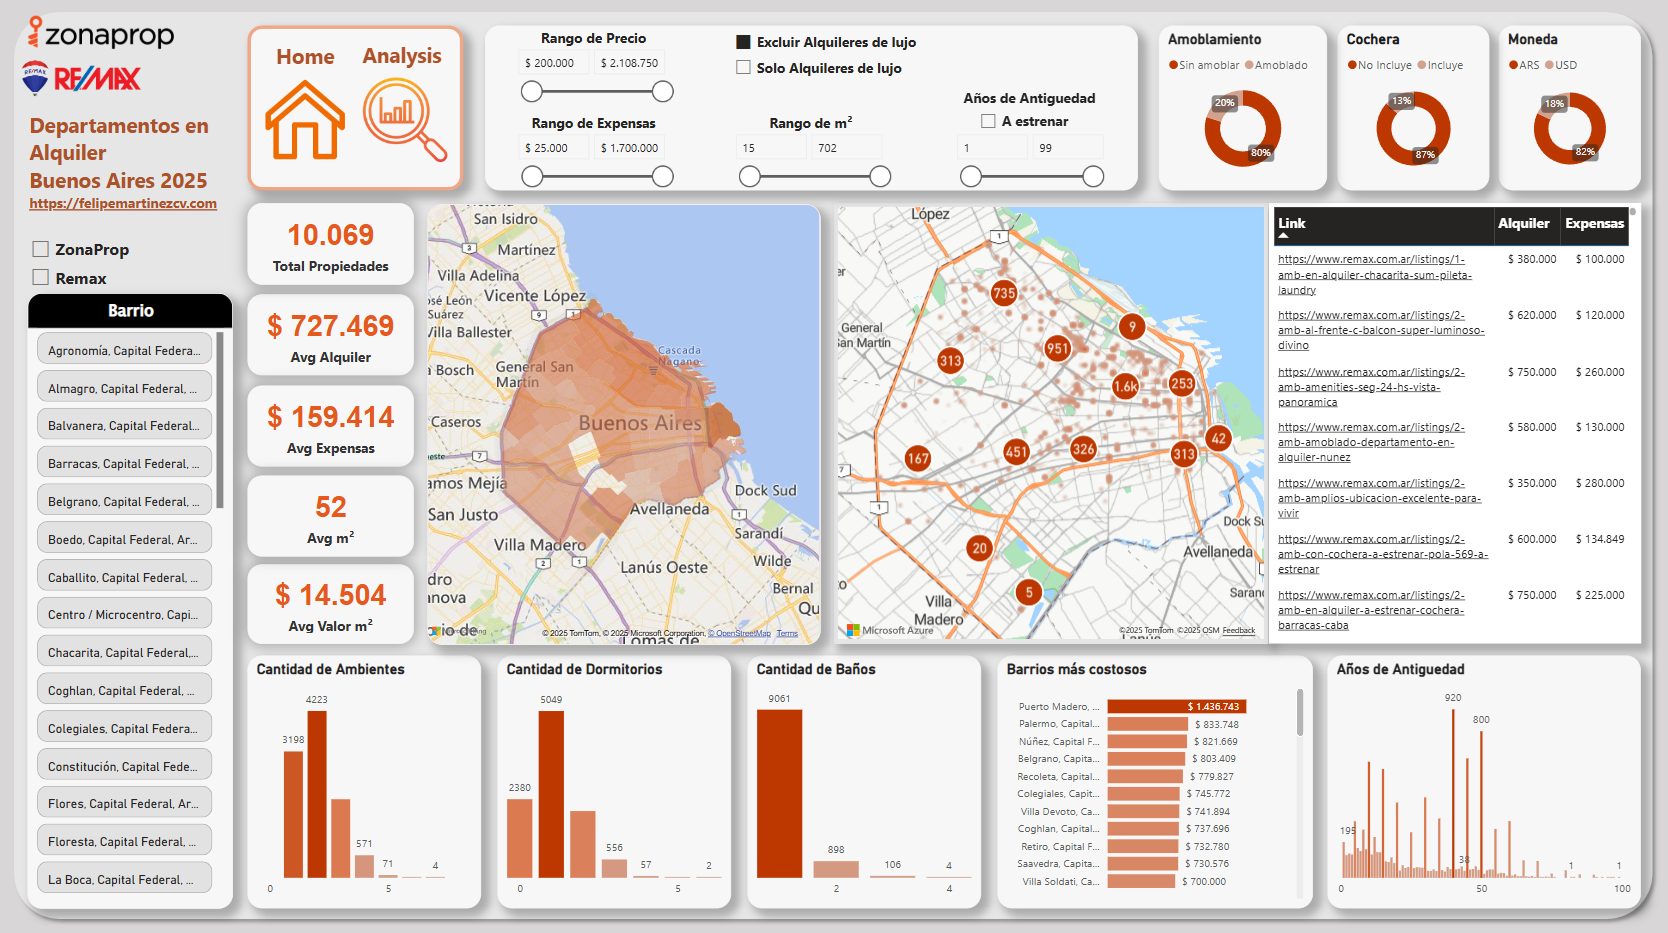 zonaprop
RE/MAX
RE/MAX
Departamentos en
Alquiler
Buenos Aires 2025
https://felipemartinezcv.com
ZonaProp
Remax
Barrio
Agronomía, Capital Federa...
Almagro, Capital Federal, ...
Balvanera, Capital Federal...
Barracas, Capital Federal, ...
Belgrano, Capital Federal, ...
Boedo, Capital Federal, Ar...
Caballito, Capital Federal, ...
Centro / Microcentro, Capi...
Chacarita, Capital Federal,...
Coghlan, Capital Federal, ...
Colegiales, Capital Federa...
Constitución, Capital Fede...
Flores, Capital Federal, Ar...
Floresta, Capital Federal, ...
La Boca, Capital Federal, ...
Home
Analysis
Rango de Precio
$ 200.000
$ 2.108.750
Excluir Alquileres de lujo
Solo Alquileres de lujo
Rango de Expensas
$ 25.000
$ 1.700.000
Rango de m²
15
702
Años de Antiguedad
A estrenar
1
99
Amoblamiento
Sin amoblar
Amoblado
20%
80%
Cochera
No Incluye
Incluye
13%
87%
Moneda
ARS
USD
18%
82%
10.069
Total Propiedades
$ 727.469
Avg Alquiler
$ 159.414
Avg Expensas
52
Avg m²
$ 14.504
Avg Valor m²
San Isidro
3
Martínez
Villa Adelina
osé León
Suárez
Vicente López
9
1
Villa Ballester
Cascada
Nagano
a Bosch
General San
Martín
Buenos Aires
Caseros
7
amos Mejía
Dock Sud
San Justo
Avellaneda
1
Sarandí
Villa Madero
2
1
Lanús Oeste
Wilde
dro
nova
Bernal
Qu
© 2025 TomTom, © 2025 Microsoft Corporation, © OpenStreetMap Terms
Lomas de
López
1
735
General
San Martín
9
951
313
1.6k
253
42
167
451
326
313
7
1
Dock Su
20
Avellaneda
5
Saran
Villa
Madero
Microsoft Azure
©2025 TomTom ©2025 OSM Feedback
Link
Alquiler
Expensas
https://www.remax.com.ar/listings/1-
amb-en-alquiler-chacarita-sum-pileta-
laundry
$ 380.000
$ 100.000
https://www.remax.com.ar/listings/2-
amb-al-frente-c-balcon-super-luminoso-
divino
$ 620.000
$ 120.000
https://www.remax.com.ar/listings/2-
amb-amenities-seg-24-hs-vista-
panoramica
$ 750.000
$ 260.000
https://www.remax.com.ar/listings/2-
amb-amoblado-departamento-en-
alquiler-nunez
$ 580.000
$ 130.000
https://www.remax.com.ar/listings/2-
amb-amplios-ubicacion-excelente-para-
vivir
$ 350.000
$ 280.000
https://www.remax.com.ar/listings/2-
amb-con-cochera-a-estrenar-pola-569-a-
estrenar
$ 600.000
$ 134.849
https://www.remax.com.ar/listings/2-
amb-en-alquiler-a-estrenar-cochera-
barracas-caba
$ 750.000
$ 225.000
Cantidad de Ambientes
3198
4223
571
71
4
0
5
Cantidad de Dormitorios
2380
5049
556
57
2
0
5
Cantidad de Baños
9061
898
106
4
2
4
Barrios más costosos
Puerto Madero, ...
$ 1.436.743
Palermo, Capital...
$ 833.748
Núñez, Capital F...
$ 821.669
Belgrano, Capita...
$ 803.409
Recoleta, Capital...
$ 779.827
Colegiales, Capit...
$ 745.772
Villa Devoto, Ca...
$ 741.894
Coghlan, Capital...
$ 737.696
Retiro, Capital F...
$ 732.780
Saavedra, Capita...
$ 730.576
Villa Soldati, Ca...
$ 700.000
Años de Antiguedad
195
920
800
38
1
1
0
50
100